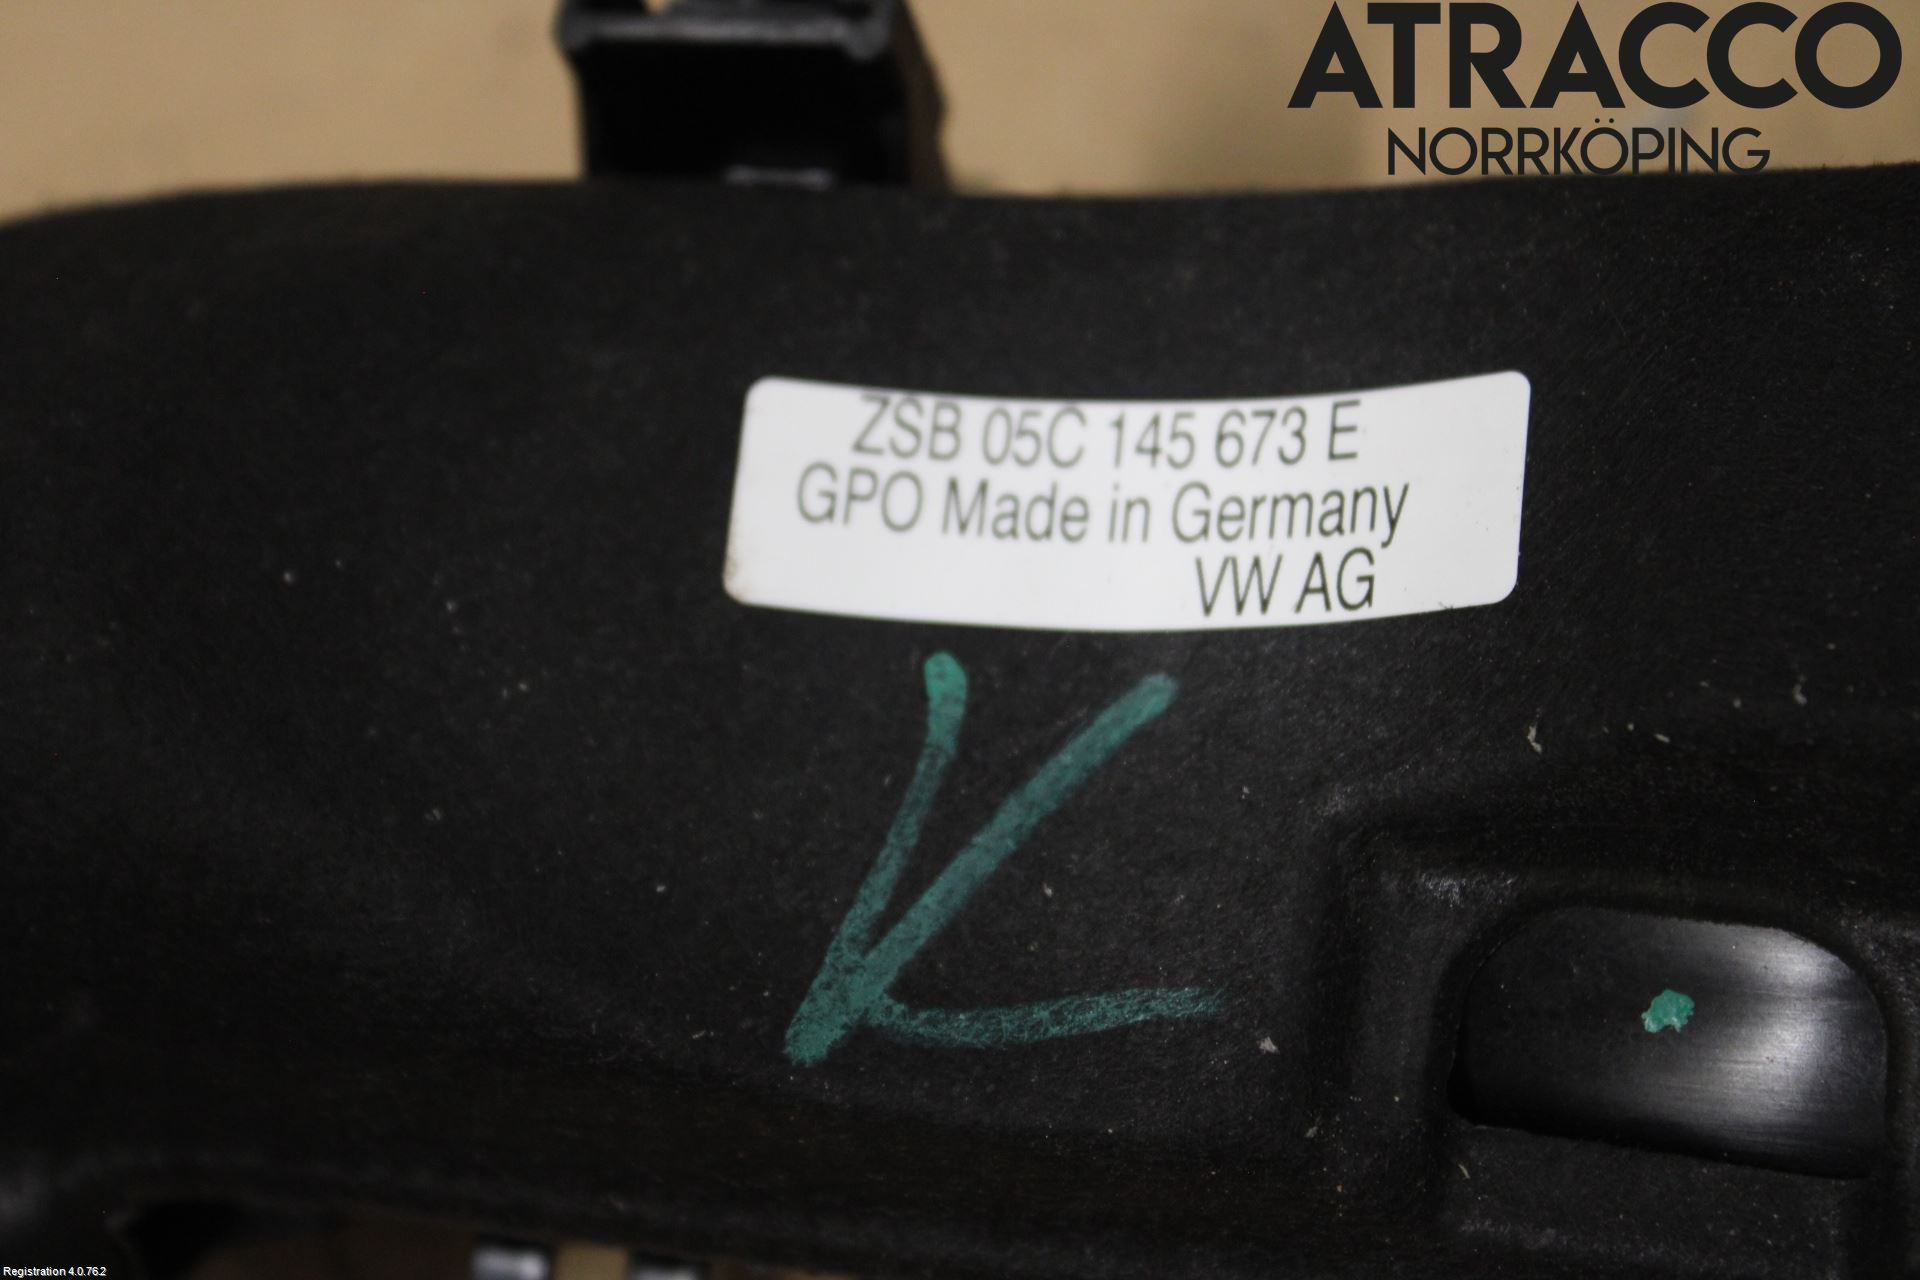 ATRACCO
NORRKÖPING
ZSB 05C 145 673 E
GPO Made in Germany
VW AG
Registration 4.0.76.2